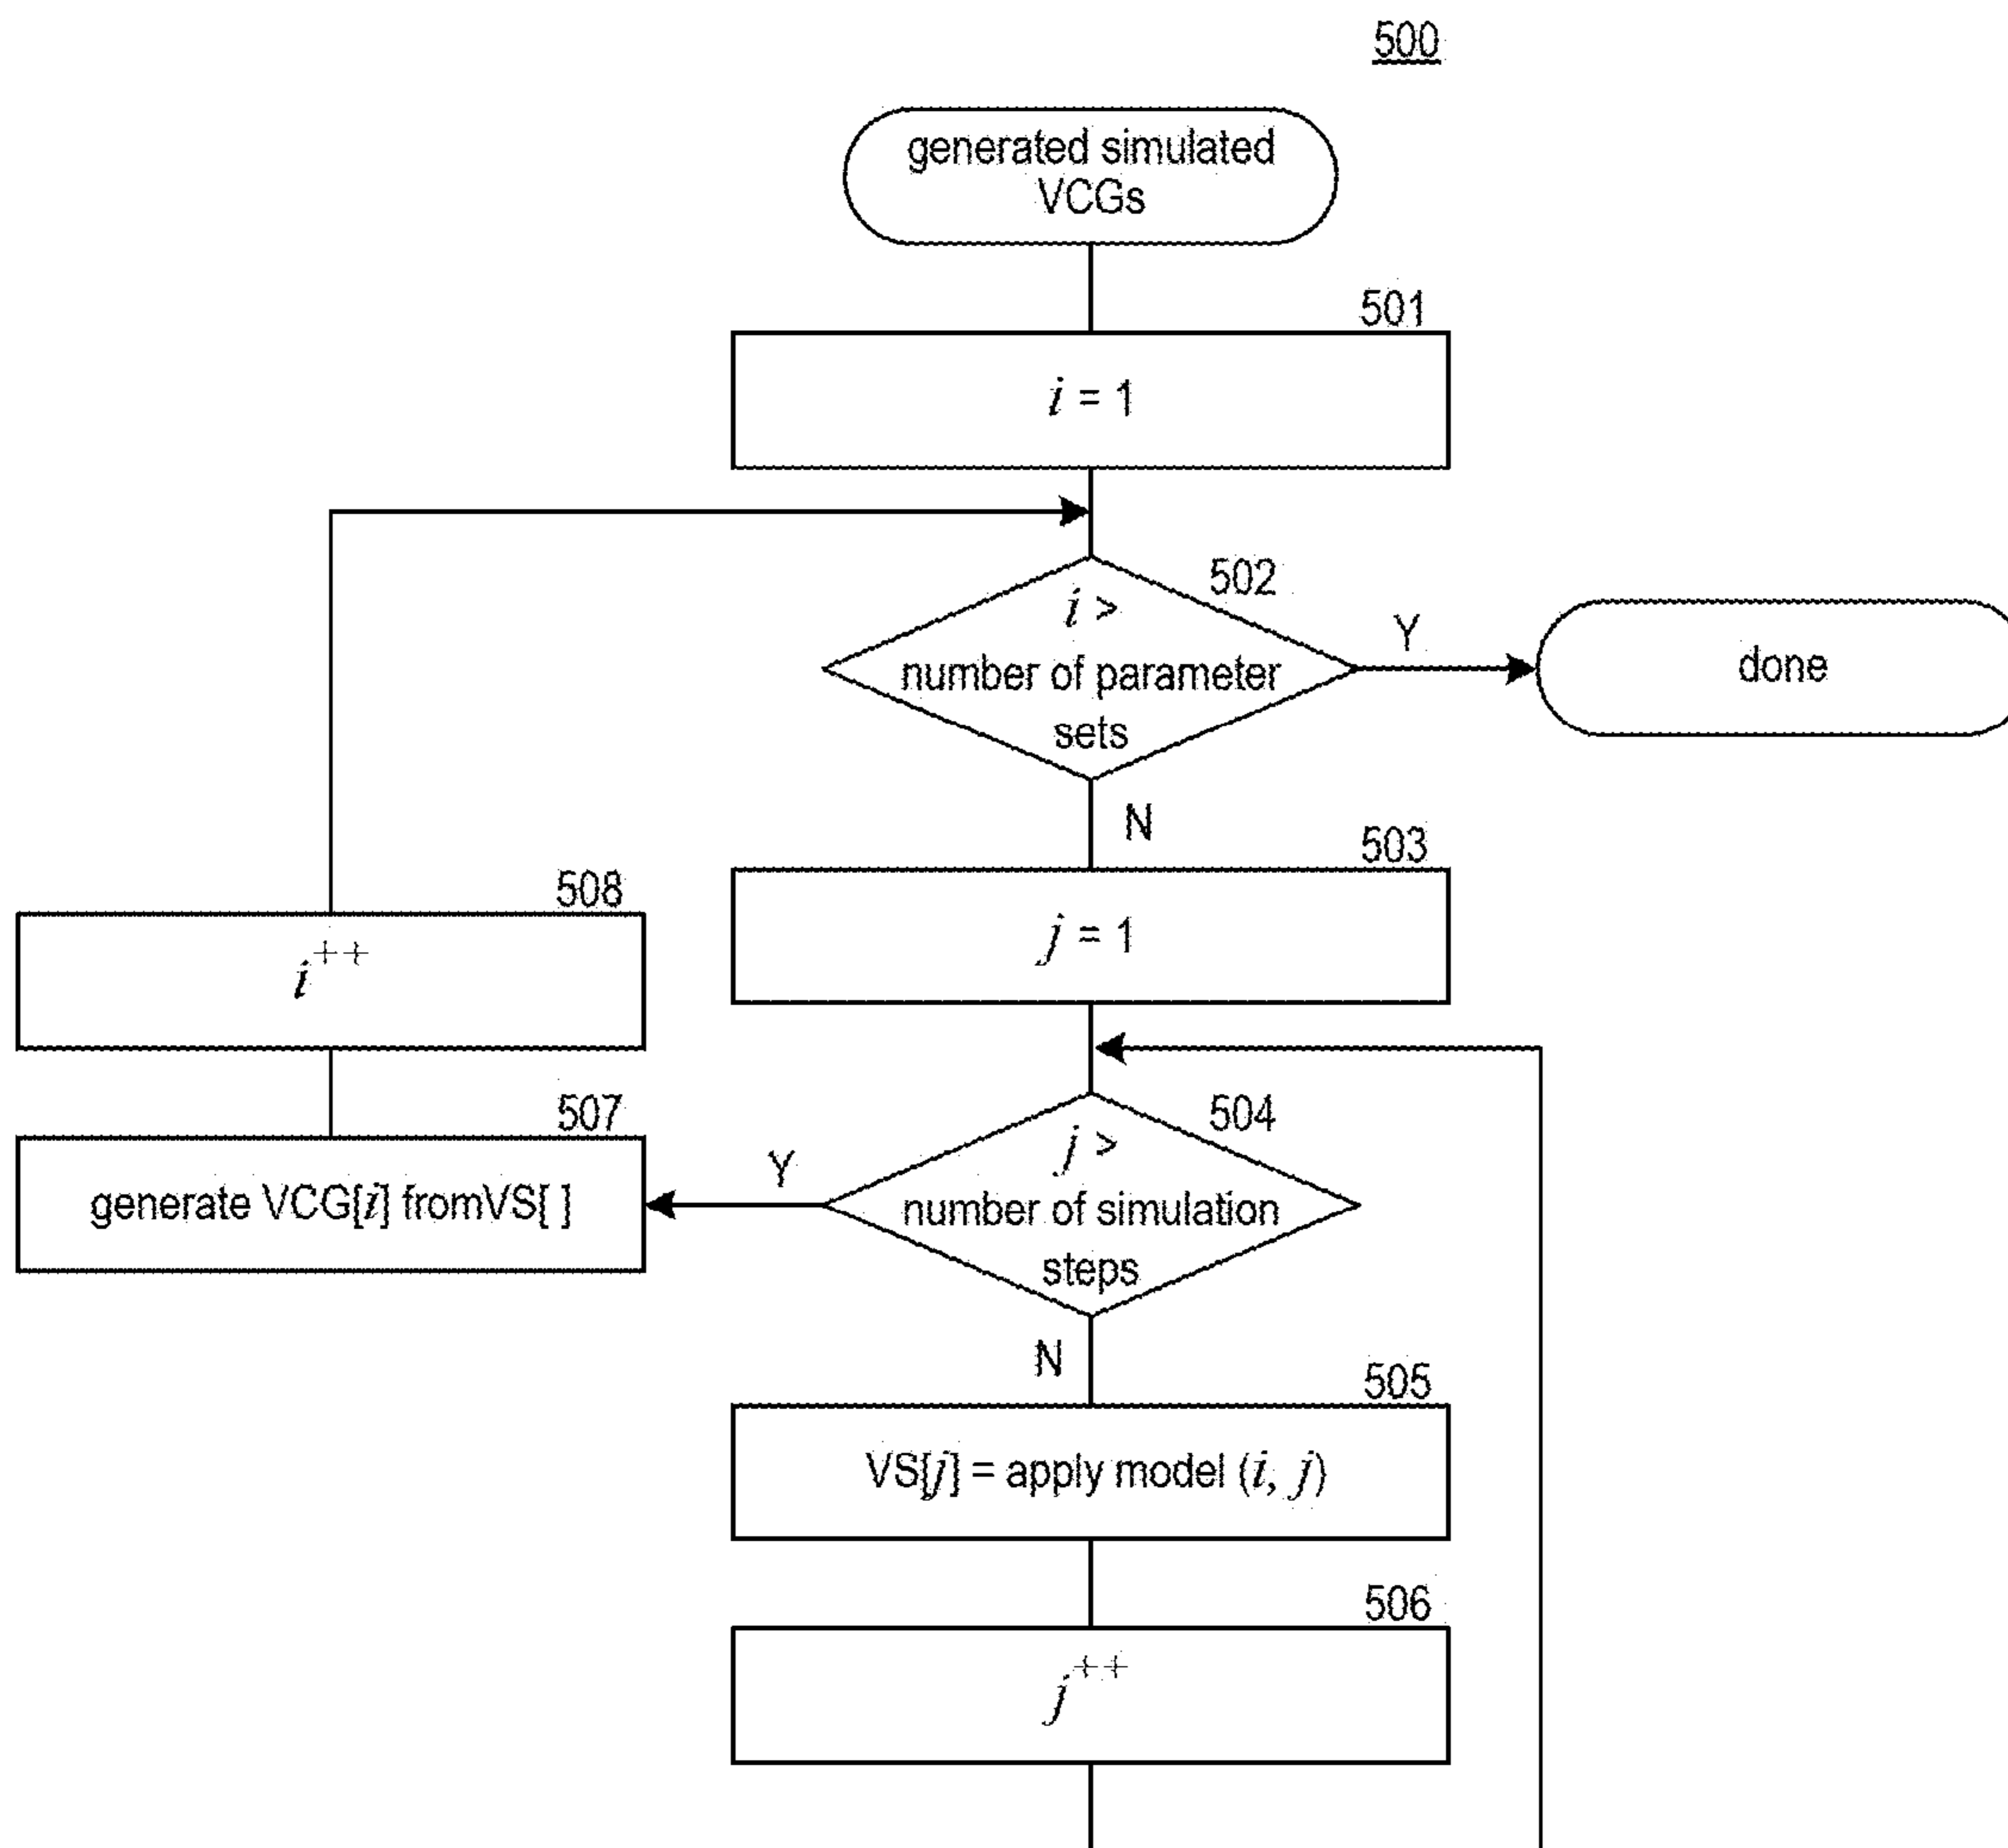 500
generated simulated
VCGs
501
i = 1
502
i >
number of parameter
sets
Y
done
N
503
j = 1
508
i++
504
j >
number of simulation
steps
Y
507
generate VCG[i] fromVS[ ]
N
505
VS[j] = apply model (i, j)
506
j++